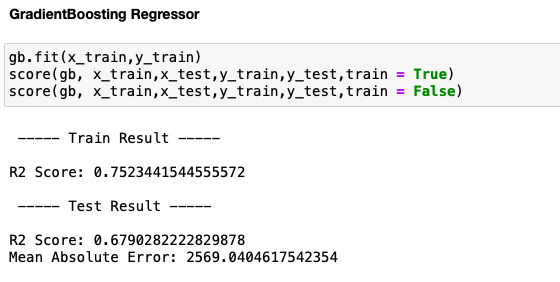 GradientBoosting Regressor
gb.fit(x_train,y_train)
score(gb, x_train,x_test,y_train,y_test,train = True)
score(gb, x_train,x_test,y_train,y_test,train = False)
----- Train Result -----
R2 Score: 0.7523441544555572
----- Test Result -----
R2 Score: 0.6790282222829878
Mean Absolute Error: 2569.0404617542354